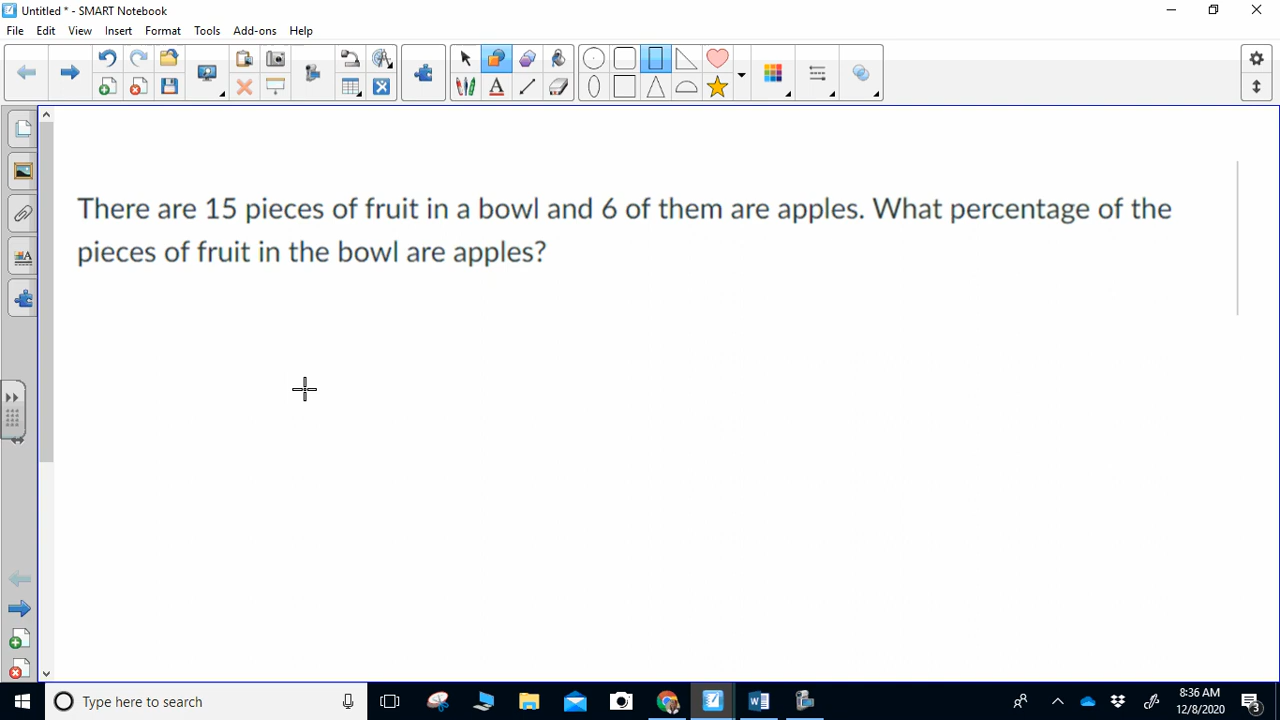 Untitled * - SMART Notebook
File Edit View Insert Format Tools Add-ons Help
There are 15 pieces of fruit in a bowl and 6 of them are apples. What percentage of the
pieces of fruit in the bowl are apples?
Type here to search
8:36 AM
12/8/2020
3